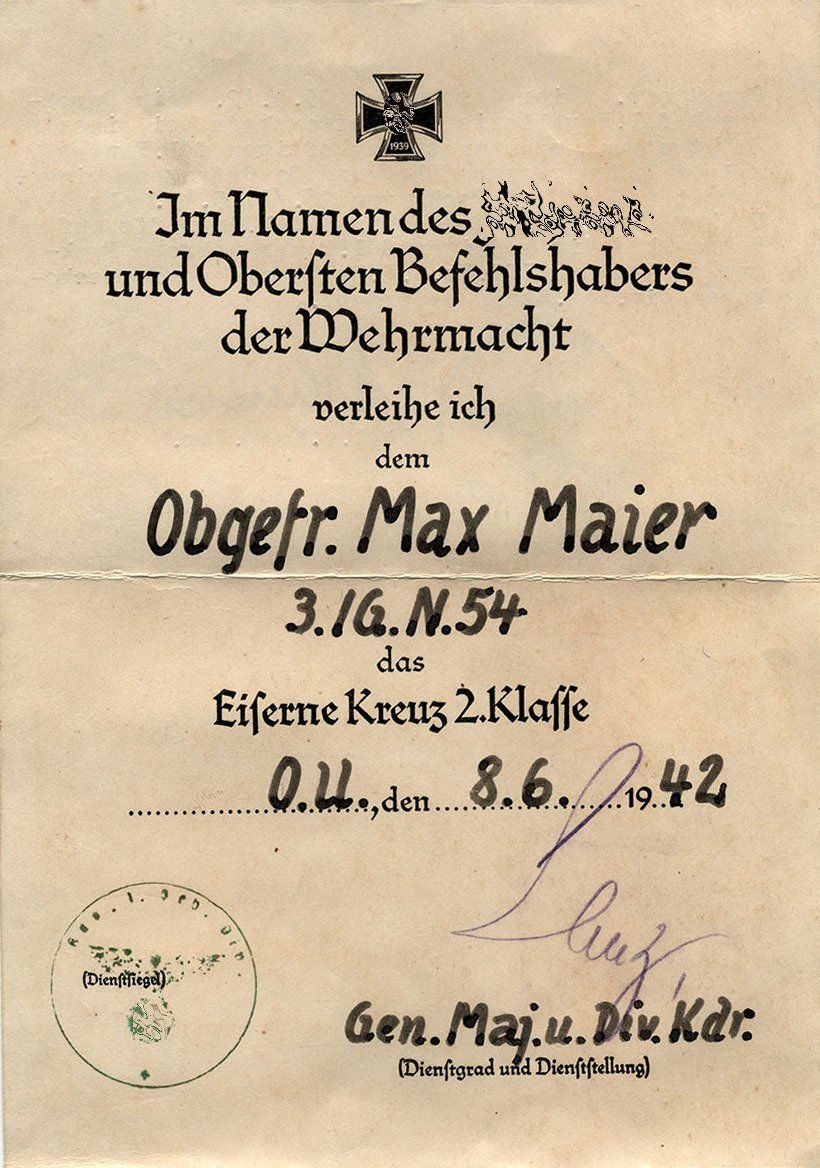 1939
Im Namen des
und Obersten Befehlshabers
der Wehrmacht
verleihe ich
dem
Obgefr. Max Maier
3./G.N.54
das
Eiserne Kreuz 2.Klasse
O.U., den 8.6. 1942
(Dienstsiegel)
Gen.Maj.u. Div.Kdr.
(Dienstgrad und Dienststellung)